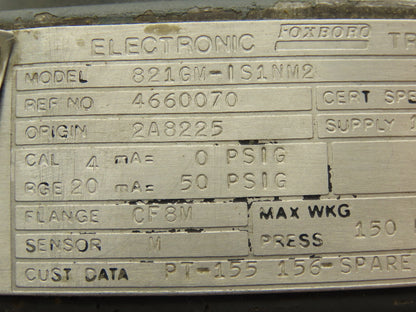 ELECTRONIC FOXBORO TR
MODEL 821GM-IS1NM2
REF NO 4660070 CERT SPE
ORIGIN 2A8225 SUPPLY 1
CAL 4 mA= 0 PSIG
RGE 20 mA= 50 PSIG
FLANGE CF8M MAX WKG
SENSOR M PRESS 150
CUST DATA PT-155 156-SPARE